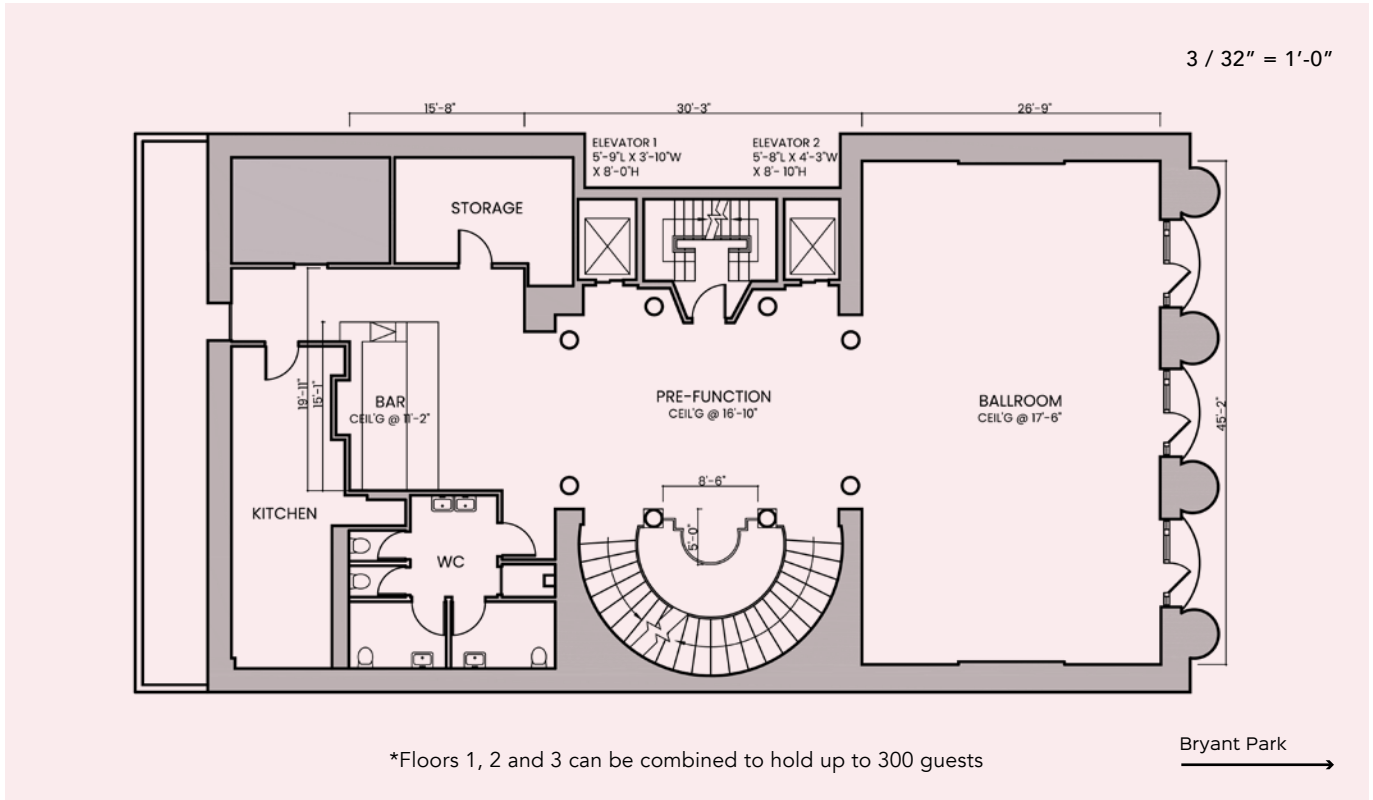 3 / 32” = 1’-0”
15'-8"
30'-3"
26'-9"
ELEVATOR 1
5'-9"L X 3'-10"W
X 8'-0"H
ELEVATOR 2
5'-8"L X 4'-3"W
X 8'- 10"H
STORAGE
19'-11"
15'-1"
BAR
CEIL'G @ 11'-2"
PRE-FUNCTION
CEIL'G @ 16'-10"
BALLROOM
CEIL'G @ 17'-6"
45'-2"
8'-6"
5'-0"
KITCHEN
WC
*Floors 1, 2 and 3 can be combined to hold up to 300 guests
Bryant Park